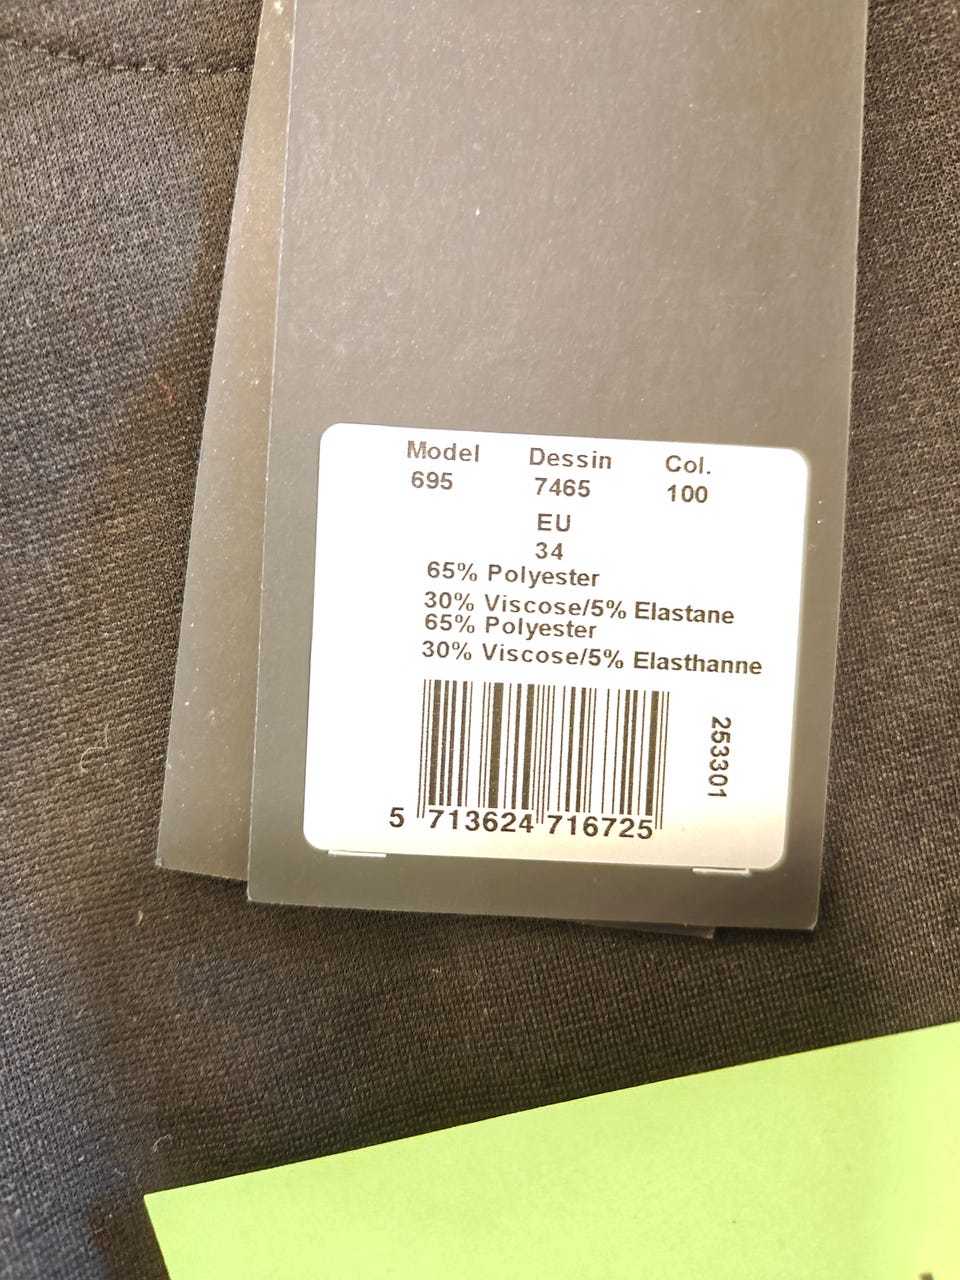 Model Dessin Col.
695 7465 100
EU
34
65% Polyester
30% Viscose/5% Elastane
65% Polyester
30% Viscose/5% Elasthanne
253301
5 713624 716725